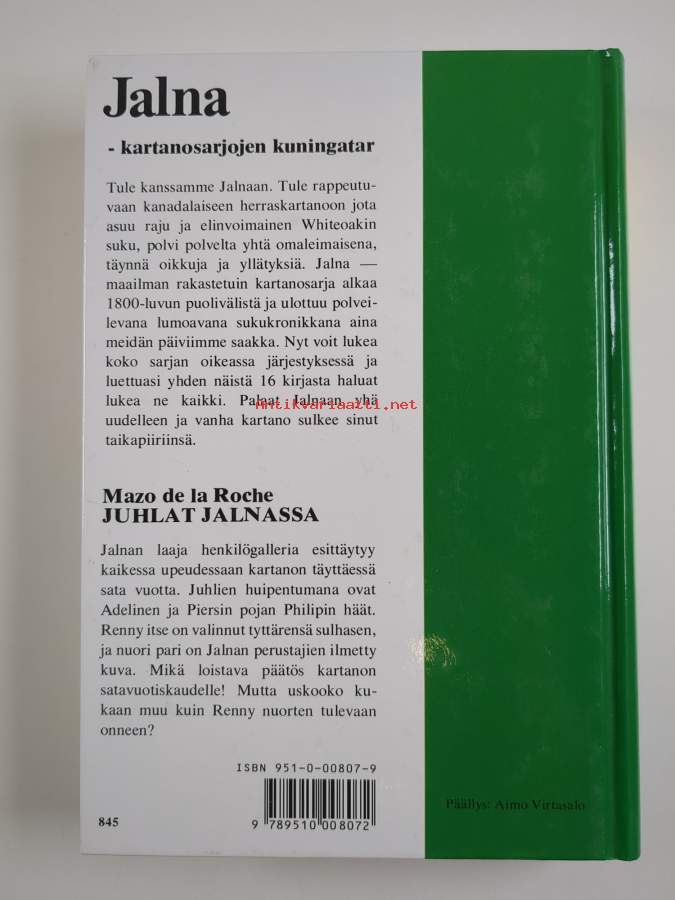 Jalna
- kartanosarjojen kuningatar
Tule kanssamme Jalnaan. Tule rappeutu-
vaan kanadalaiseen herraskartanoon jota
asuu raju ja elinvoimainen Whiteoakin
suku, polvi polvelta yhtä omaleimaisena,
täynnä oikkuja ja yllätyksiä. Jalna —
maailman rakastetuin kartanosarja alkaa
1800-luvun puolivälistä ja ulottuu polvei-
levana lumoavana sukukronikkana aina
meidän päiviimme saakka. Nyt voit lukea
koko sarjan oikeassa järjestyksessä ja
luettuasi yhden näistä 16 kirjasta haluat
lukea ne kaikki. Palaat Jalnaan yhä
Antikvariaatti.net
uudelleen ja vanha kartano sulkee sinut
taikapiiriinsä.
Mazo de la Roche
JUHLAT JALNASSA
Jalnan laaja henkilögalleria esittäytyy
kaikessa upeudessaan kartanon täyttäessä
sata vuotta. Juhlien huipentumana ovat
Adelinen ja Piersin pojan Philipin häät.
Renny itse on valinnut tyttärensä sulhasen,
ja nuori pari on Jalnan perustajien ilmetty
kuva. Mikä loistava päätös kartanon
satavuotiskaudelle! Mutta uskooko ku-
kaan muu kuin Renny nuorten tulevaan
onneen?
ISBN 951-0-00807-9
9 789510 008072
845
Päällys: Aimo Virtasalo